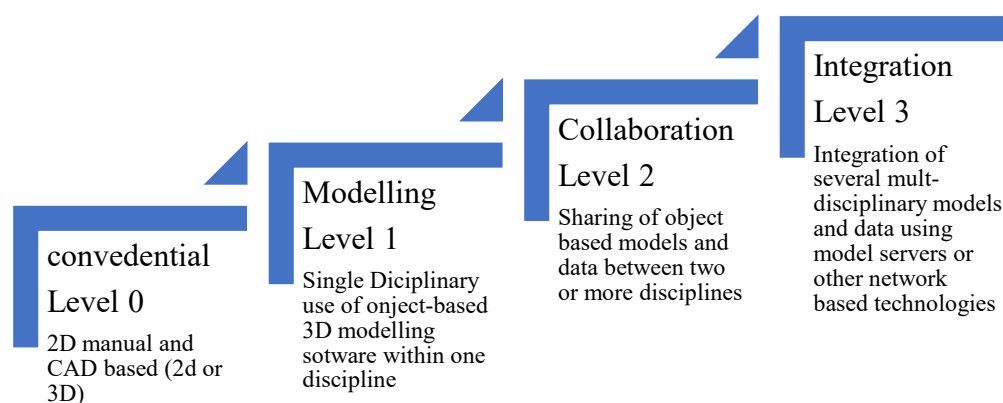 convedential
Level 0
2D manual and
CAD based (2d or
3D)
Modelling
Level 1
Single Diciplinary
use of onject-based
3D modelling
sotware within one
discipline
Collaboration
Level 2
Sharing of object
based models and
data between two
or more disciplines
Integration
Level 3
Integration of
several mult-
disciplinary models
and data using
model servers or
other network
based technologies